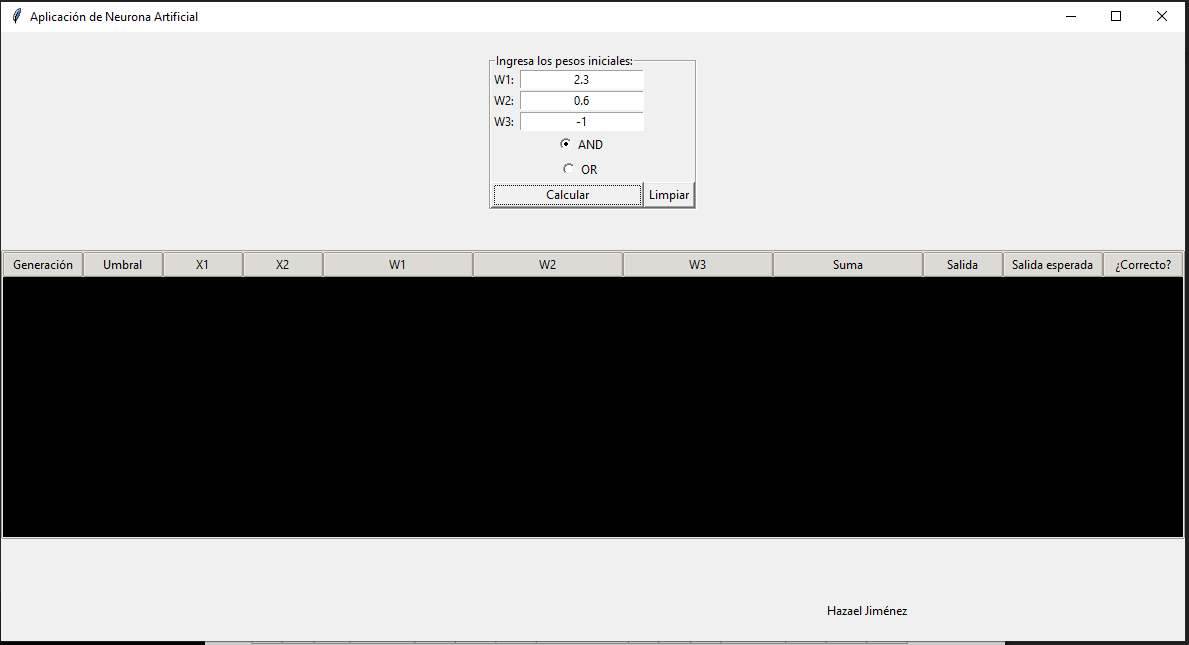 Aplicación de Neurona Artificial
Ingresa los pesos iniciales:
W1: 2.3
W2: 0.6
W3: -1
AND
OR
Calcular Limpiar
Generación Umbral X1 X2 W1 W2 W3 Suma Salida Salida esperada ¿Correcto?
Hazael Jiménez